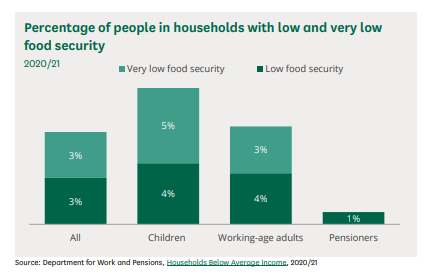 Percentage of people in households with low and very low
food security
2020/21
Very low food security Low food security
5%
3% 3%
4% 4%
3%
1%
All Children Working-age adults Pensioners
Source: Department for Work and Pensions, Households Below Average Income, 2020/21